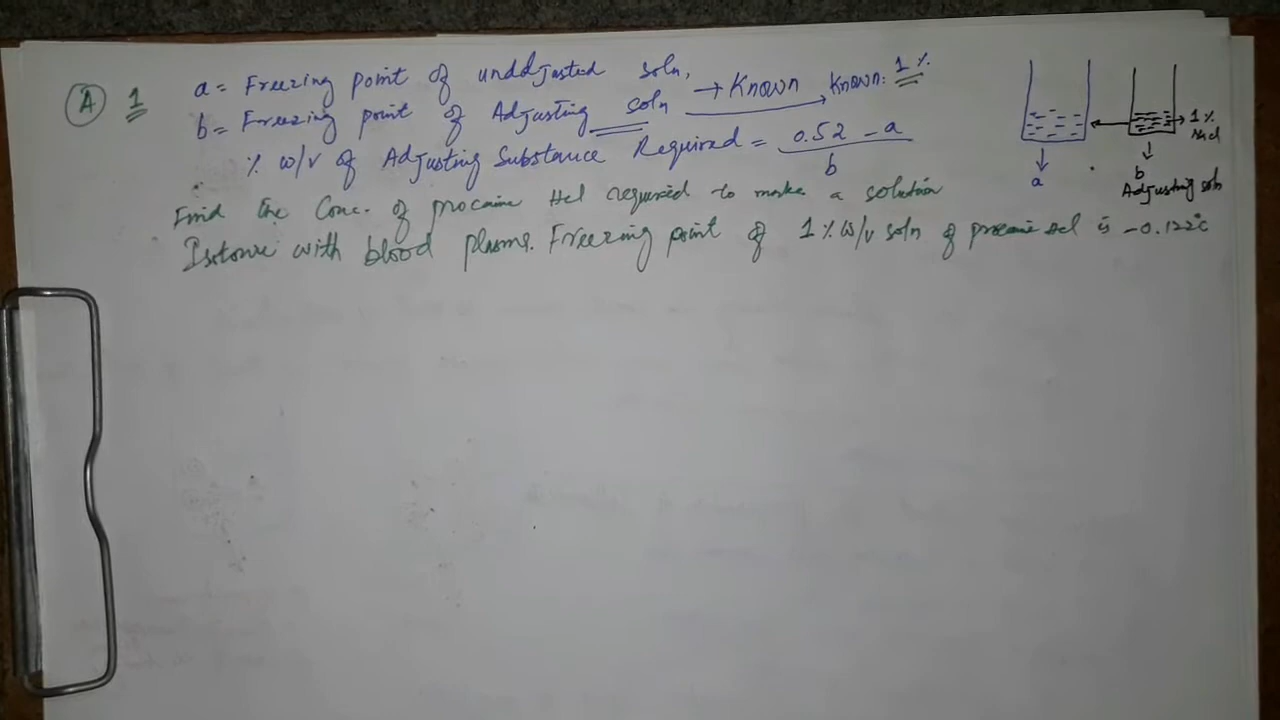 A 1 a = Freezing point of unddjusted soln,
b = Freezing point of Adjusting soln → Known Known: 1 %
% w/v of Adjusting Substance Required = 0.52 - a / b
Find the Conc. of procaine Hcl required to make a solution
Isotonic with blood plasma. Freezing point of 1 % w/v soln of procaine Hcl is -0.122°c
1 %
Nacl
a
b
Adjusting soln